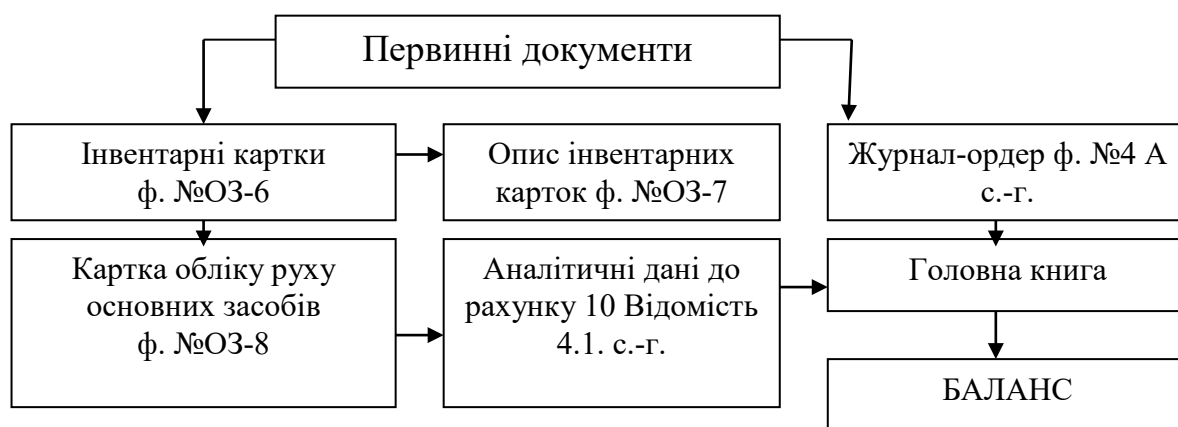 Первинні документи
Інвентарні картки
ф. №ОЗ-6
Опис інвентарних
карток ф. №ОЗ-7
Журнал-ордер ф. №4 А
с.-г.
Картка обліку руху
основних засобів
ф. №ОЗ-8
Аналітичні дані до
рахунку 10 Відомість
4.1. с.-г.
Головна книга
БАЛАНС